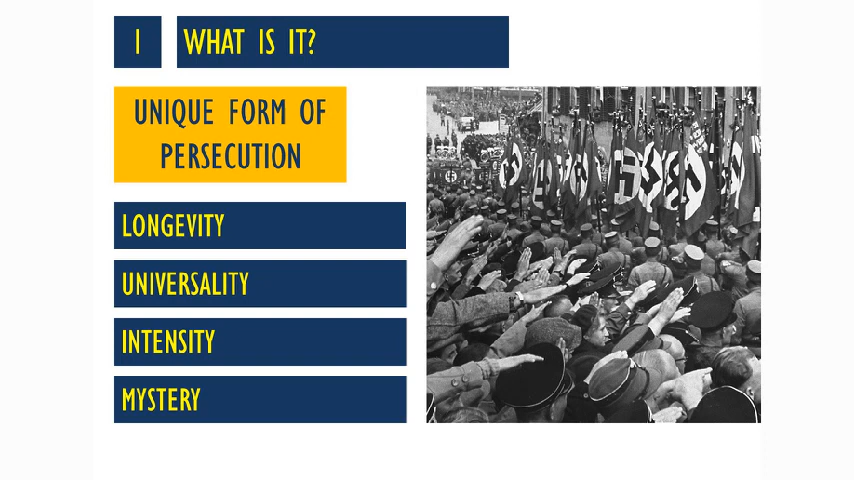 I
WHAT IS IT?
UNIQUE FORM OF
PERSECUTION
LONGEVITY
UNIVERSALITY
INTENSITY
MYSTERY